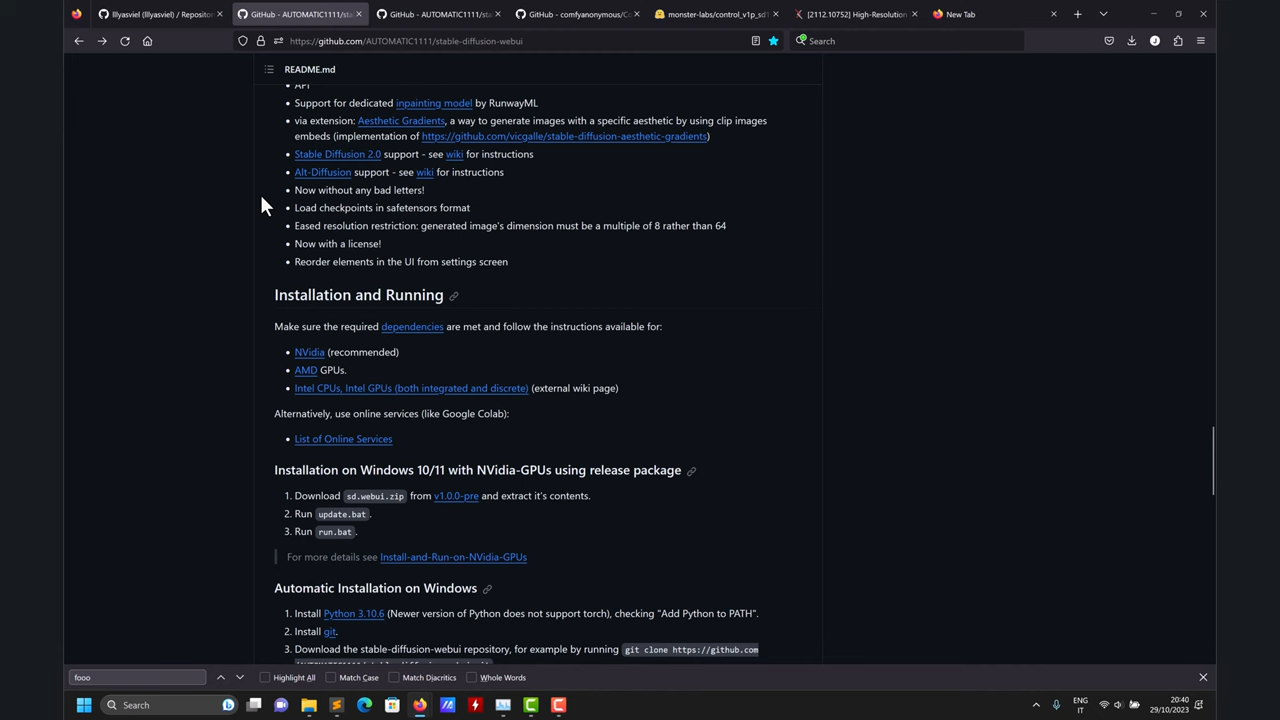 lllyasviel (lllyasviel) / Repositor
GitHub - AUTOMATIC1111/sta
GitHub - AUTOMATIC1111/sta
GitHub - comfyanonymous/Co
monster-labs/control_v1p_sd1
[2112.10752] High-Resolution
New Tab
https://github.com/AUTOMATIC1111/stable-diffusion-webui
Search
README.md
API
Support for dedicated inpainting model by RunwayML
via extension: Aesthetic Gradients, a way to generate images with a specific aesthetic by using clip images
embeds (implementation of https://github.com/vicgalle/stable-diffusion-aesthetic-gradients)
Stable Diffusion 2.0 support - see wiki for instructions
Alt-Diffusion support - see wiki for instructions
Now without any bad letters!
Load checkpoints in safetensors format
Eased resolution restriction: generated image's dimension must be a multiple of 8 rather than 64
Now with a license!
Reorder elements in the UI from settings screen
Installation and Running
Make sure the required dependencies are met and follow the instructions available for:
NVidia (recommended)
AMD GPUs.
Intel CPUs, Intel GPUs (both integrated and discrete) (external wiki page)
Alternatively, use online services (like Google Colab):
List of Online Services
Installation on Windows 10/11 with NVidia-GPUs using release package
1. Download sd.webui.zip from v1.0.0-pre and extract it's contents.
2. Run update.bat.
3. Run run.bat.
For more details see Install-and-Run-on-NVidia-GPUs
Automatic Installation on Windows
1. Install Python 3.10.6 (Newer version of Python does not support torch), checking "Add Python to PATH".
2. Install git.
3. Download the stable-diffusion-webui repository, for example by running git clone https://github.com
fooo
Highlight All
Match Case
Match Diacritics
Whole Words
Search
ENG
IT
20:40
29/10/2023